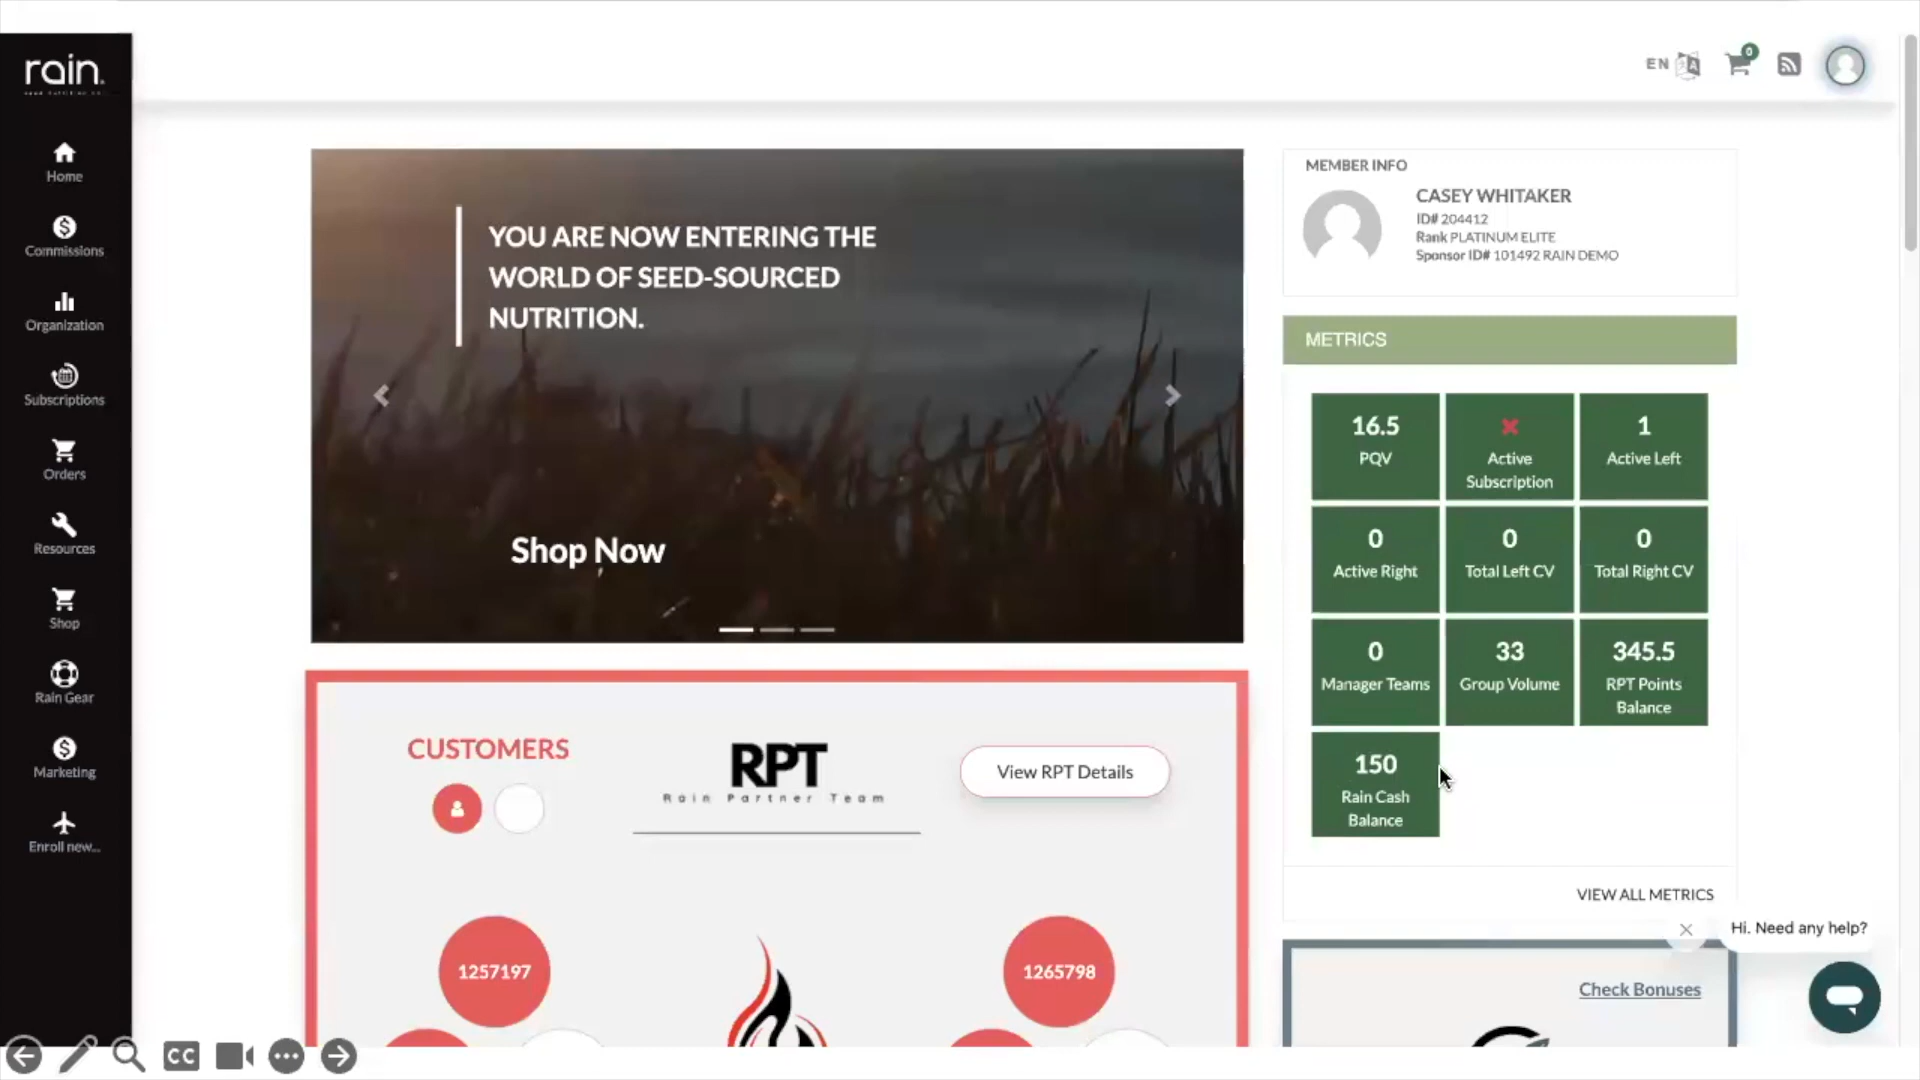 rain.
Home
Commissions
Organization
Subscriptions
Orders
Resources
Shop
Rain Gear
Marketing
Enroll new...
EN
0
YOU ARE NOW ENTERING THE
WORLD OF SEED-SOURCED
NUTRITION.
Shop Now
CUSTOMERS
RPT
Rain Partner Team
View RPT Details
1257197
1265798
MEMBER INFO
CASEY WHITAKER
ID# 204412
Rank PLATINUM ELITE
Sponsor ID# 101492 RAIN DEMO
METRICS
16.5
PQV
Active
Subscription
1
Active Left
0
Active Right
0
Total Left CV
0
Total Right CV
0
Manager Teams
33
Group Volume
345.5
RPT Points
Balance
150
Rain Cash
Balance
VIEW ALL METRICS
Hi. Need any help?
Check Bonuses
CC